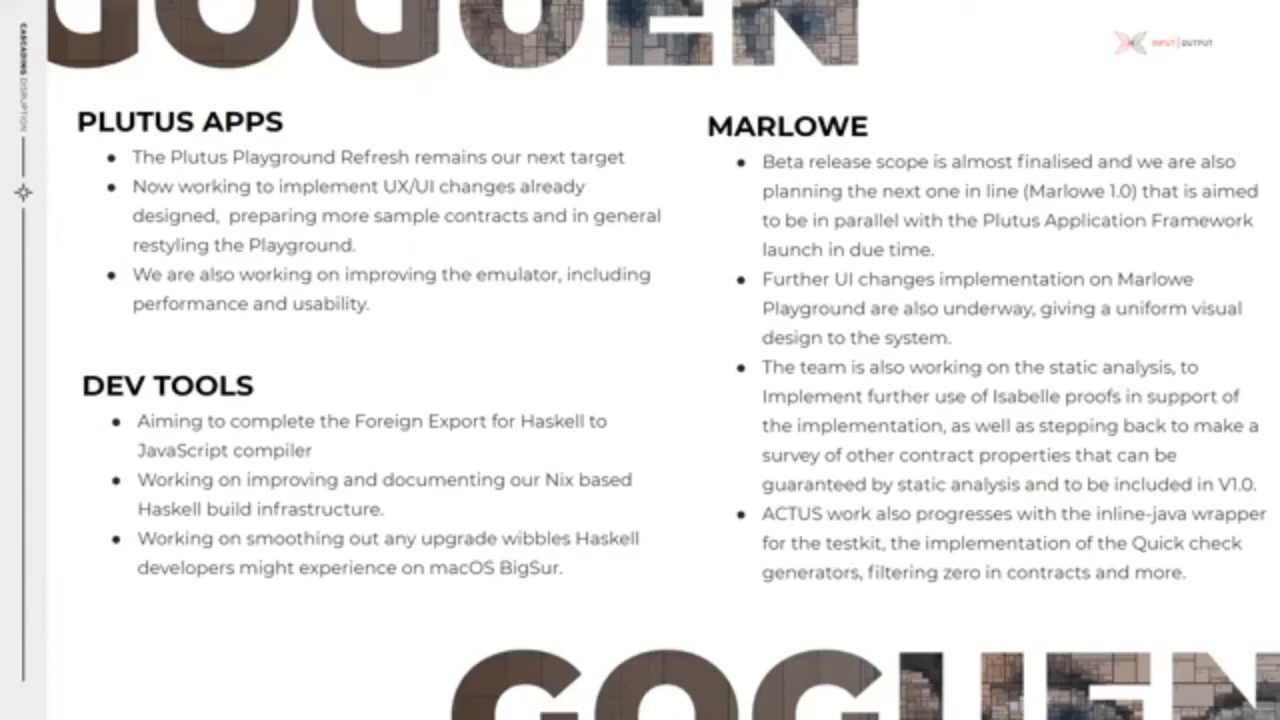 GOGUEN
CASCADING DISRUPTION
INPUT | OUTPUT
PLUTUS APPS
● The Plutus Playground Refresh remains our next target
● Now working to implement UX/UI changes already
designed, preparing more sample contracts and in general
restyling the Playground.
● We are also working on improving the emulator, including
performance and usability.
DEV TOOLS
● Aiming to complete the Foreign Export for Haskell to
JavaScript compiler
● Working on improving and documenting our Nix based
Haskell build infrastructure.
● Working on smoothing out any upgrade wibbles Haskell
developers might experience on macOS BigSur.
MARLOWE
● Beta release scope is almost finalised and we are also
planning the next one in line (Marlowe 1.0) that is aimed
to be in parallel with the Plutus Application Framework
launch in due time.
● Further UI changes implementation on Marlowe
Playground are also underway, giving a uniform visual
design to the system.
● The team is also working on the static analysis, to
Implement further use of Isabelle proofs in support of
the implementation, as well as stepping back to make a
survey of other contract properties that can be
guaranteed by static analysis and to be included in V1.0.
● ACTUS work also progresses with the inline-java wrapper
for the testkit, the implementation of the Quick check
generators, filtering zero in contracts and more.
GOGUEN